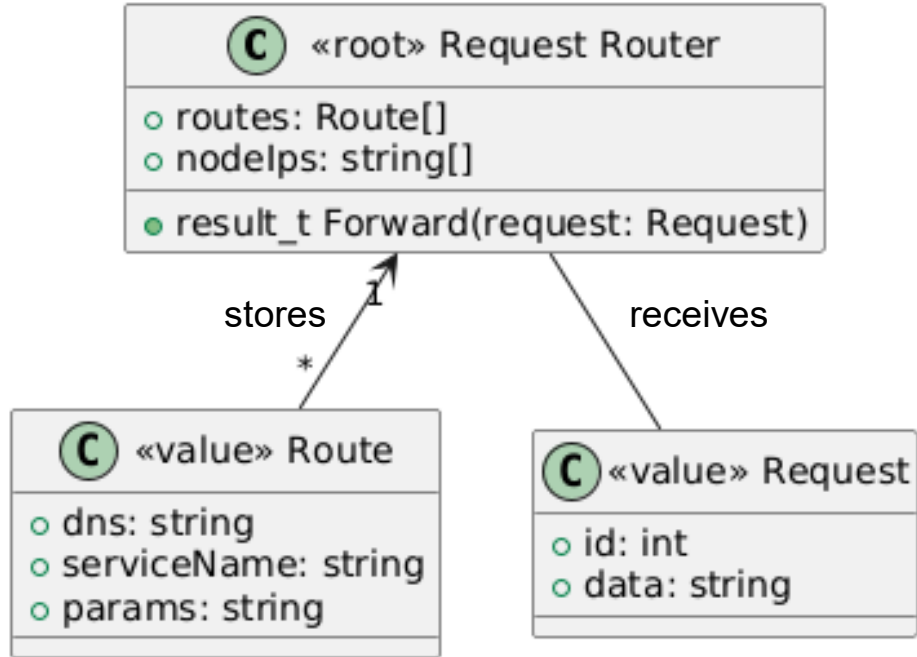 C «root» Request Router
routes: Route[]
nodeIps: string[]
result_t Forward(request: Request)
1
stores
receives
*
C «value» Route
dns: string
serviceName: string
params: string
C «value» Request
id: int
data: string